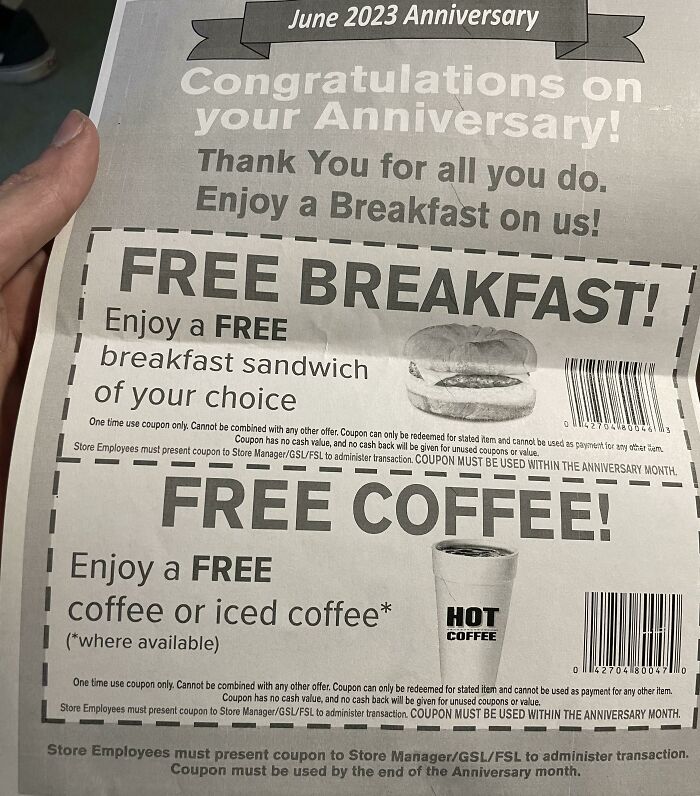 June 2023 Anniversary
Congratulations on
your Anniversary!
Thank You for all you do.
Enjoy a Breakfast on us!
FREE BREAKFAST!
Enjoy a FREE
breakfast sandwich
of your choice
0 42704 80046 3
One time use coupon only. Cannot be combined with any other offer. Coupon can only be redeemed for stated item and cannot be used as payment for any other item.
Coupon has no cash value, and no cash back will be given for unused coupons or value.
Store Employees must present coupon to Store Manager/GSL/FSL to administer transaction. COUPON MUST BE USED WITHIN THE ANNIVERSARY MONTH.
FREE COFFEE!
Enjoy a FREE
coffee or iced coffee*
(*where available)
HOT
COFFEE
0 42704 80047 0
One time use coupon only. Cannot be combined with any other offer. Coupon can only be redeemed for stated item and cannot be used as payment for any other item.
Coupon has no cash value, and no cash back will be given for unused coupons or value.
Store Employees must present coupon to Store Manager/GSL/FSL to administer transaction. COUPON MUST BE USED WITHIN THE ANNIVERSARY MONTH.
Store Employees must present coupon to Store Manager/GSL/FSL to administer transaction.
Coupon must be used by the end of the Anniversary month.